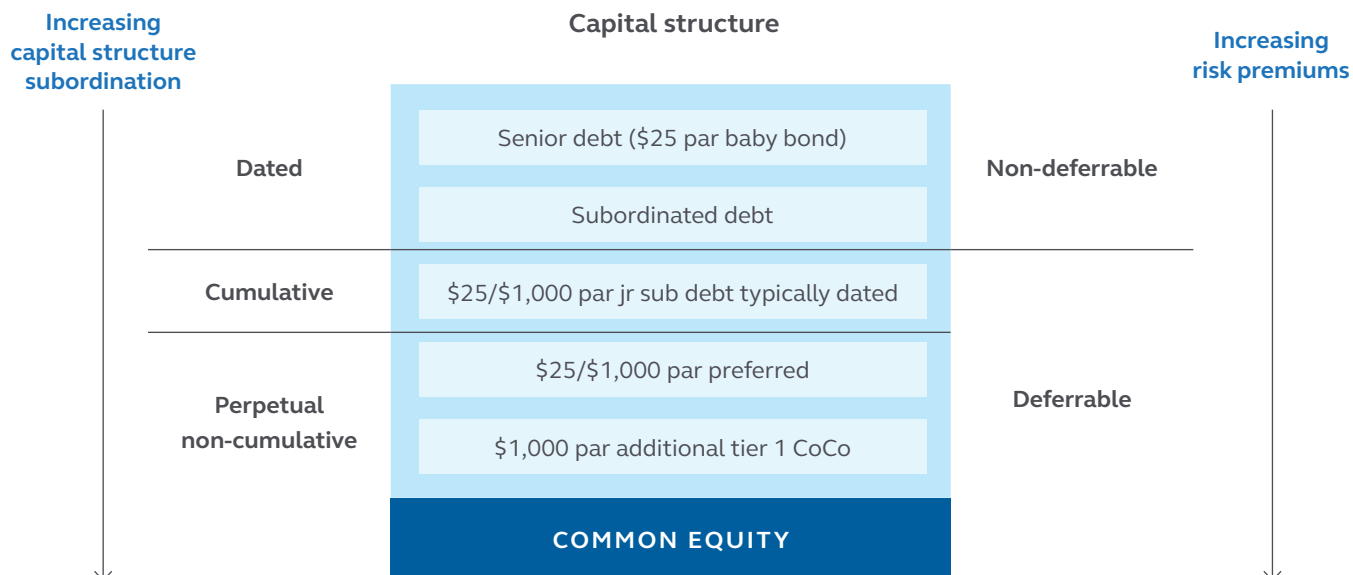 Increasing
capital structure
subordination
Capital structure
Increasing
risk premiums
Dated
Senior debt ($25 par baby bond)
Non-deferrable
Subordinated debt
Cumulative
$25/$1,000 par jr sub debt typically dated
Perpetual
non-cumulative
$25/$1,000 par preferred
Deferrable
$1,000 par additional tier 1 CoCo
COMMON EQUITY